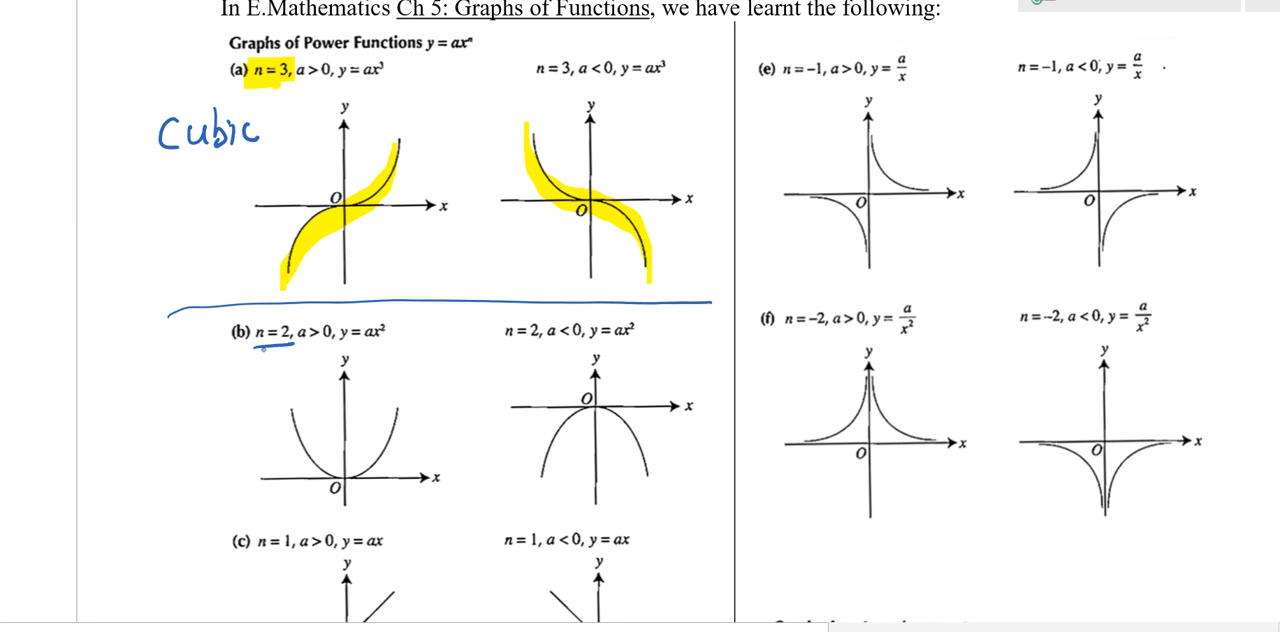 In E.Mathematics Ch 5: Graphs of Functions, we have learnt the following:
Graphs of Power Functions y = axⁿ
(a) n = 3, a > 0, y = ax³
n = 3, a < 0, y = ax³
Cubic
y
O
x
y
O
x
(b) n = 2, a > 0, y = ax²
n = 2, a < 0, y = ax²
y
O
x
y
O
x
(c) n = 1, a > 0, y = ax
n = 1, a < 0, y = ax
y
y
(e) n = –1, a > 0, y = a/x
n = –1, a < 0, y = a/x
y
O
x
y
O
x
(f) n = –2, a > 0, y = a/x²
n = –2, a < 0, y = a/x²
y
O
x
y
O
x